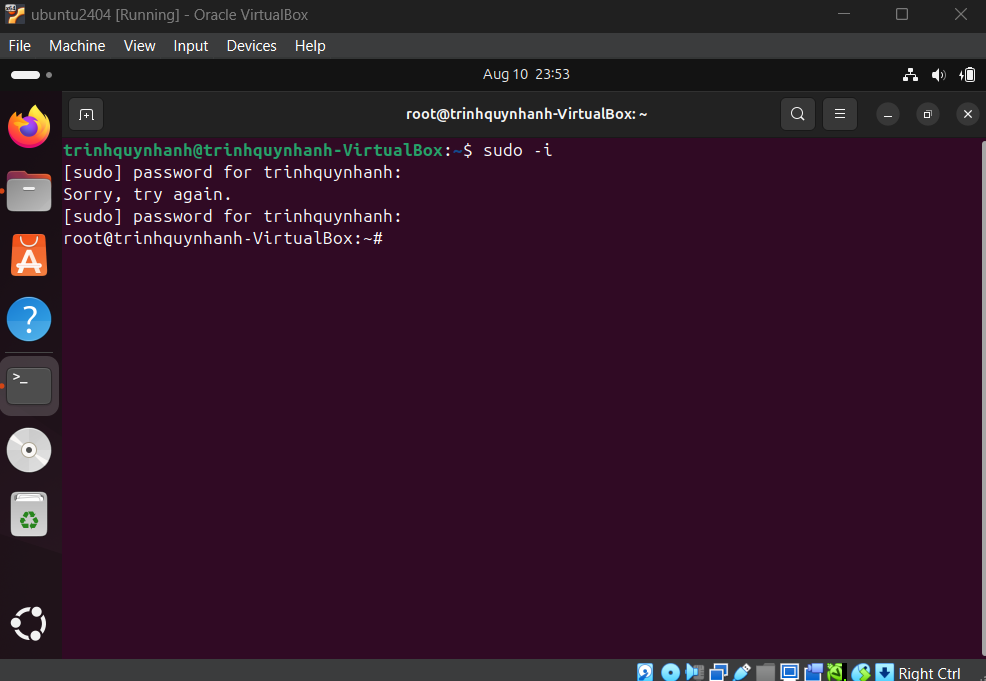 ubuntu2404 [Running] - Oracle VirtualBox
File Machine View Input Devices Help
Aug 10 23:53
root@trinhquynhanh-VirtualBox: ~
trinhquynhanh@trinhquynhanh-VirtualBox:~$ sudo -i
[sudo] password for trinhquynhanh:
Sorry, try again.
[sudo] password for trinhquynhanh:
root@trinhquynhanh-VirtualBox:~#
Right Ctrl